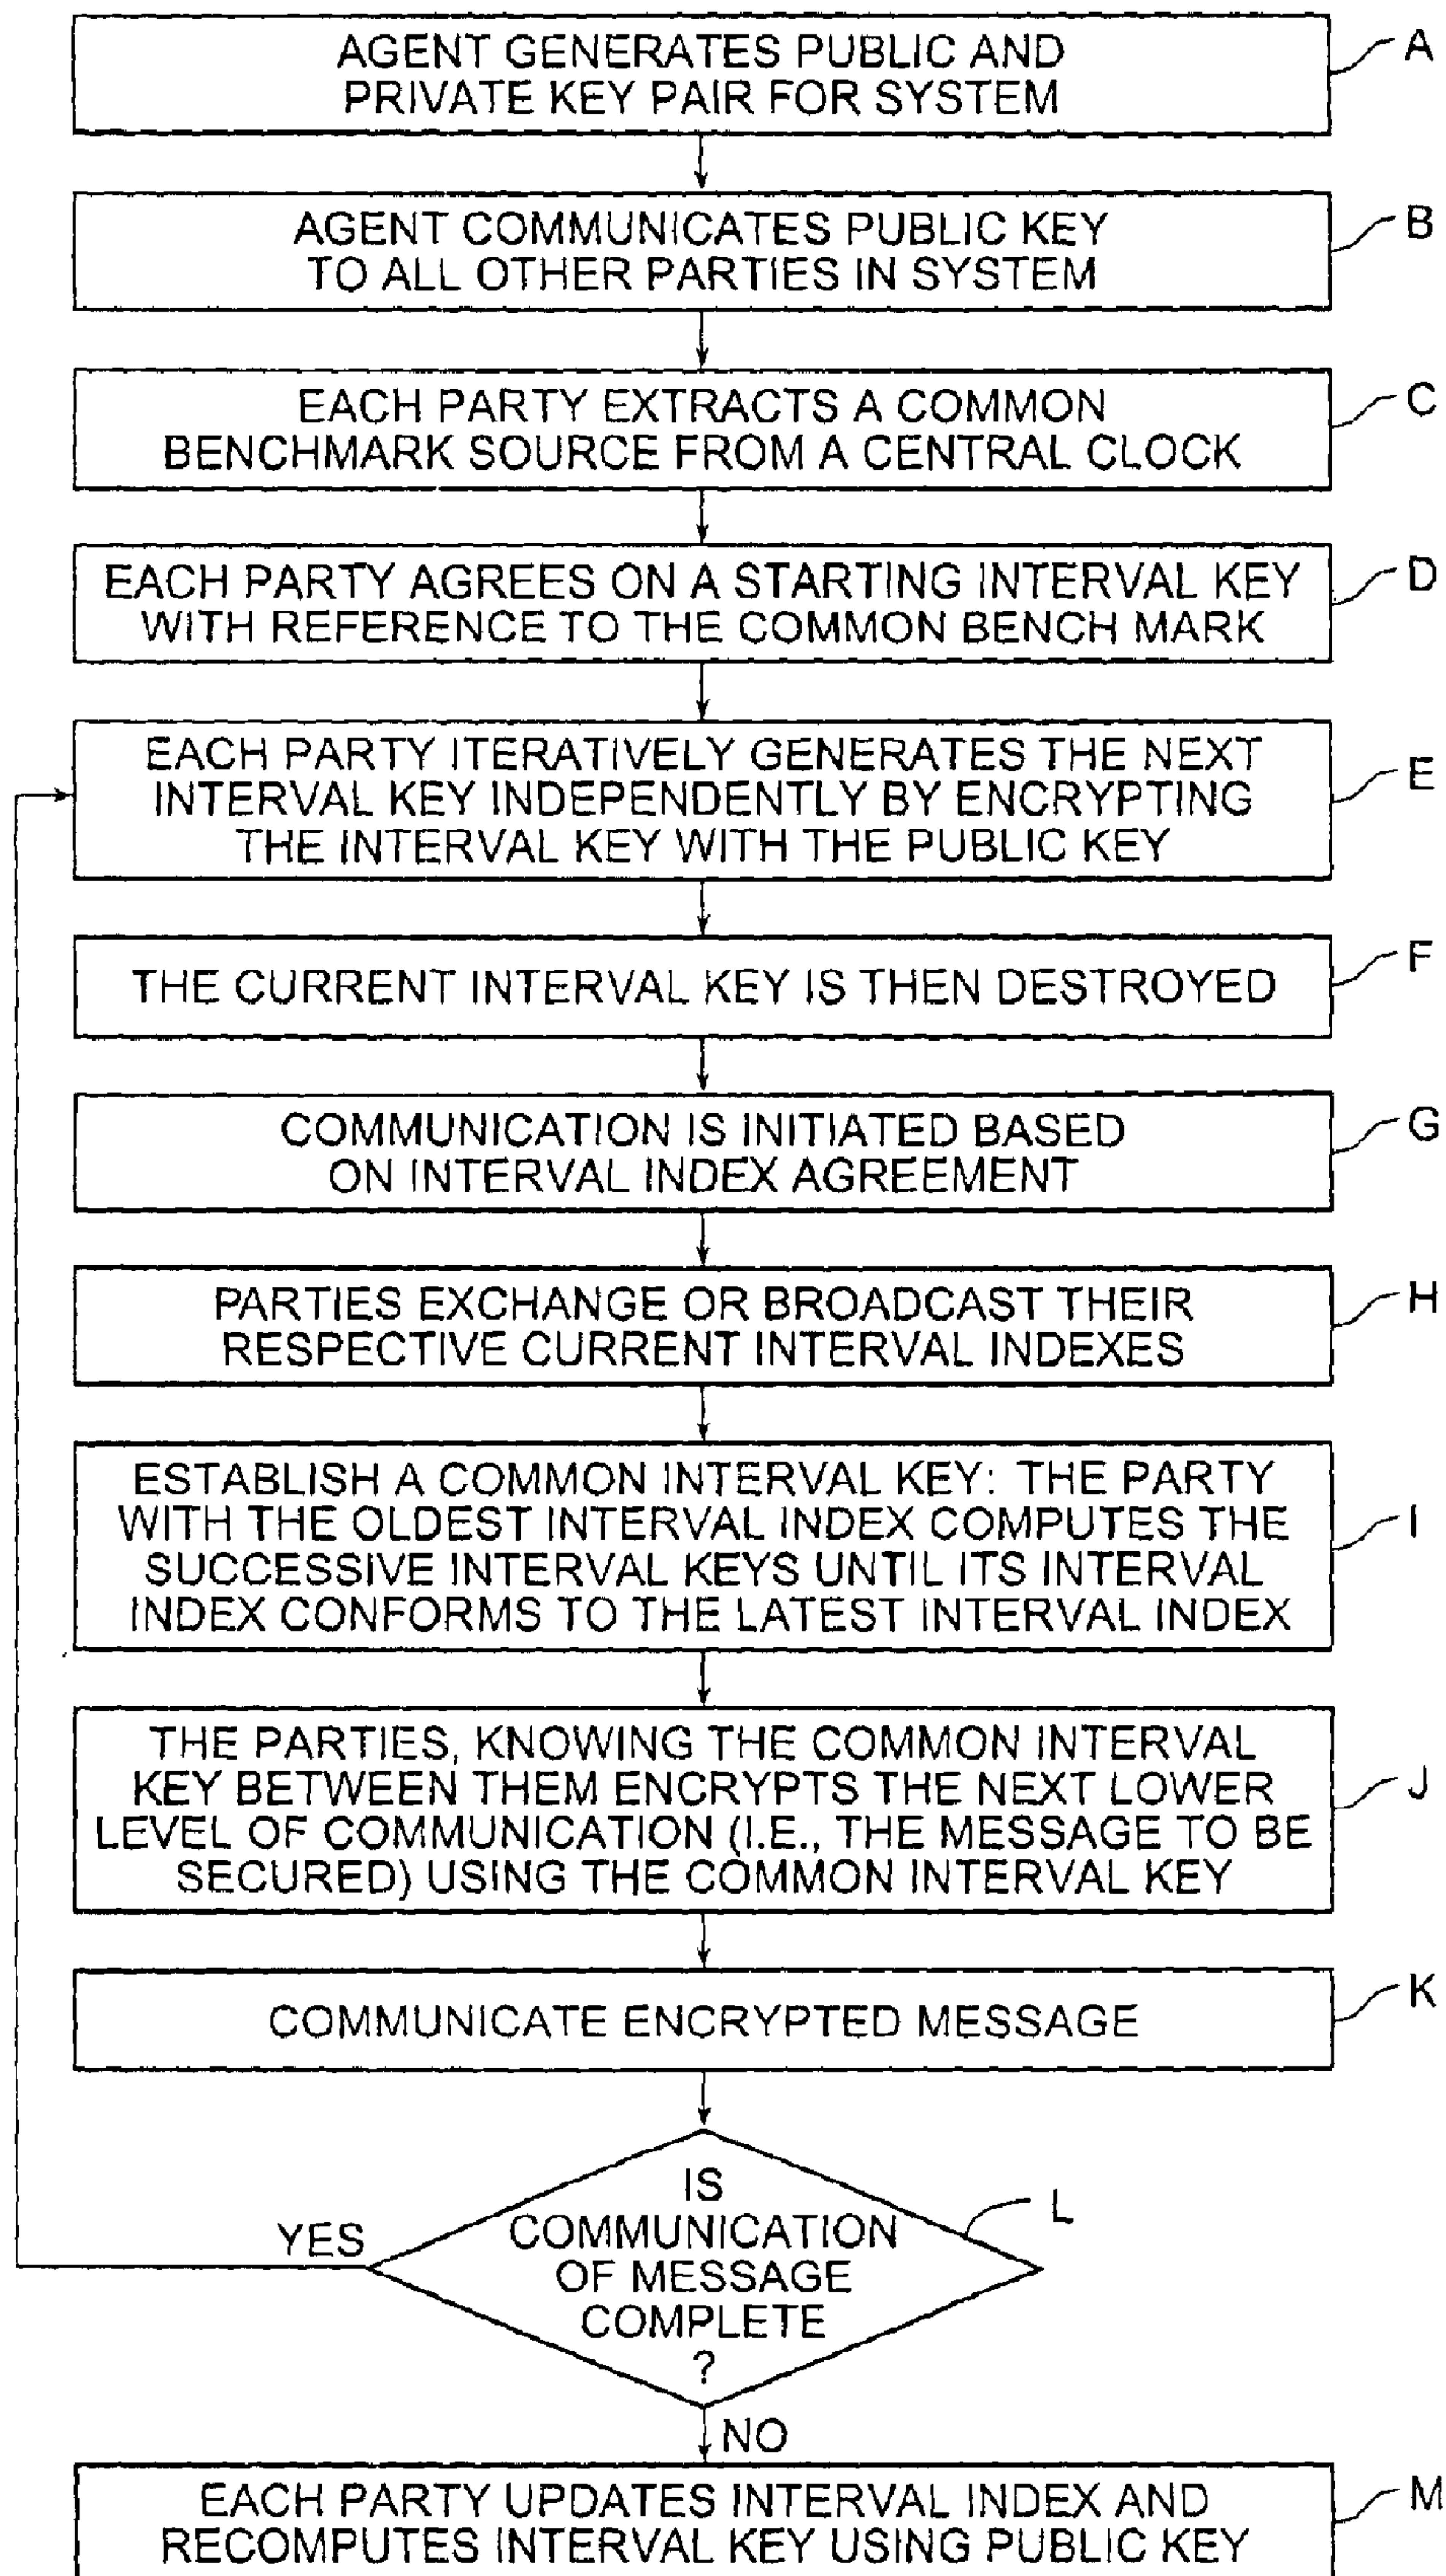 AGENT GENERATES PUBLIC AND
PRIVATE KEY PAIR FOR SYSTEM
A
AGENT COMMUNICATES PUBLIC KEY
TO ALL OTHER PARTIES IN SYSTEM
B
EACH PARTY EXTRACTS A COMMON
BENCHMARK SOURCE FROM A CENTRAL CLOCK
C
EACH PARTY AGREES ON A STARTING INTERVAL KEY
WITH REFERENCE TO THE COMMON BENCH MARK
D
EACH PARTY ITERATIVELY GENERATES THE NEXT
INTERVAL KEY INDEPENDENTLY BY ENCRYPTING
THE INTERVAL KEY WITH THE PUBLIC KEY
E
THE CURRENT INTERVAL KEY IS THEN DESTROYED
F
COMMUNICATION IS INITIATED BASED
ON INTERVAL INDEX AGREEMENT
G
PARTIES EXCHANGE OR BROADCAST THEIR
RESPECTIVE CURRENT INTERVAL INDEXES
H
ESTABLISH A COMMON INTERVAL KEY: THE PARTY
WITH THE OLDEST INTERVAL INDEX COMPUTES THE
SUCCESSIVE INTERVAL KEYS UNTIL ITS INTERVAL
INDEX CONFORMS TO THE LATEST INTERVAL INDEX
I
THE PARTIES, KNOWING THE COMMON INTERVAL
KEY BETWEEN THEM ENCRYPTS THE NEXT LOWER
LEVEL OF COMMUNICATION (I.E., THE MESSAGE TO BE
SECURED) USING THE COMMON INTERVAL KEY
J
COMMUNICATE ENCRYPTED MESSAGE
K
IS
COMMUNICATION
OF MESSAGE
COMPLETE
?
L
YES
NO
EACH PARTY UPDATES INTERVAL INDEX AND
RECOMPUTES INTERVAL KEY USING PUBLIC KEY
M